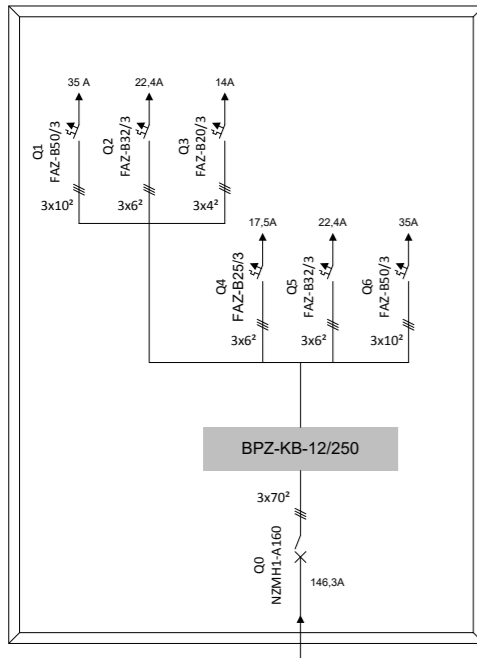 35 A
22,4A
14A
Q1
FAZ-B50/3
Q2
FAZ-B32/3
Q3
FAZ-B20/3
3x10²
3x6²
3x4²
17,5A
22,4A
35A
Q4
FAZ-B25/3
Q5
FAZ-B32/3
Q6
FAZ-B50/3
3x6²
3x6²
3x10²
BPZ-KB-12/250
3x70²
Q0
NZMH1-A160
146,3A